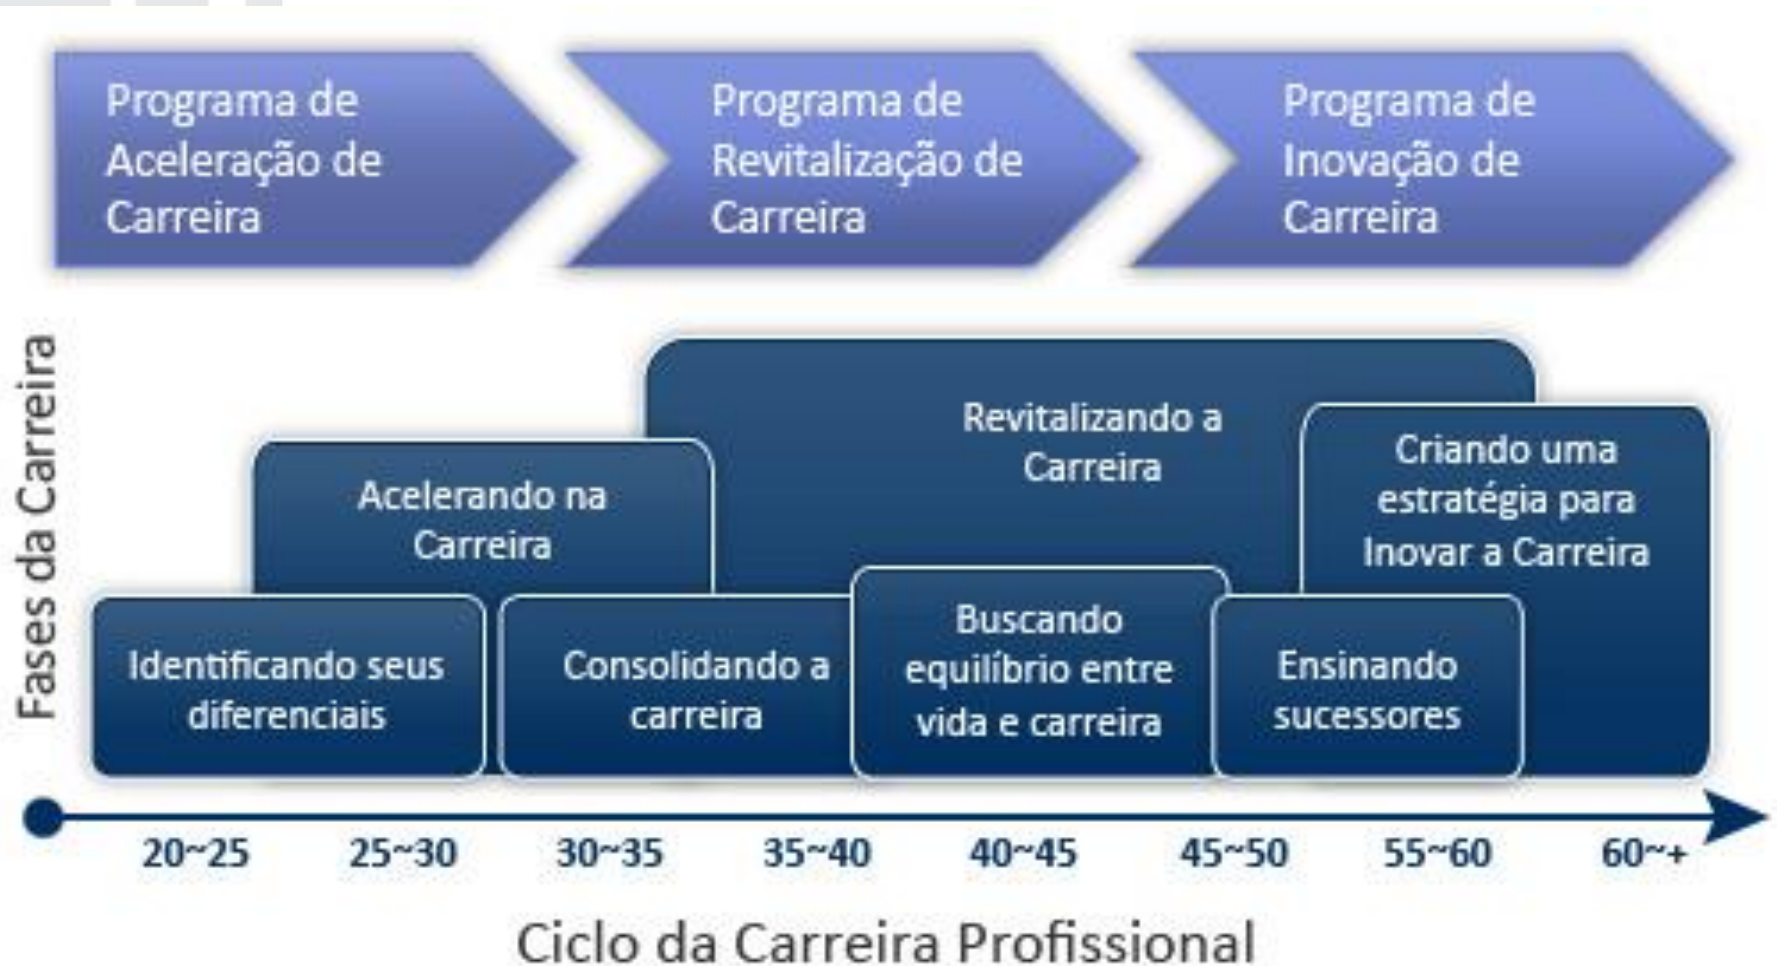 Programa de
Aceleração de
Carreira
Programa de
Revitalização de
Carreira
Programa de
Inovação de
Carreira
Fases da Carreira
Revitalizando a
Carreira
Criando uma
estratégia para
Inovar a Carreira
Acelerando na
Carreira
Identificando seus
diferenciais
Consolidando a
carreira
Buscando
equilíbrio entre
vida e carreira
Ensinando
sucessores
20~25 25~30 30~35 35~40 40~45 45~50 55~60 60~+
Ciclo da Carreira Profissional